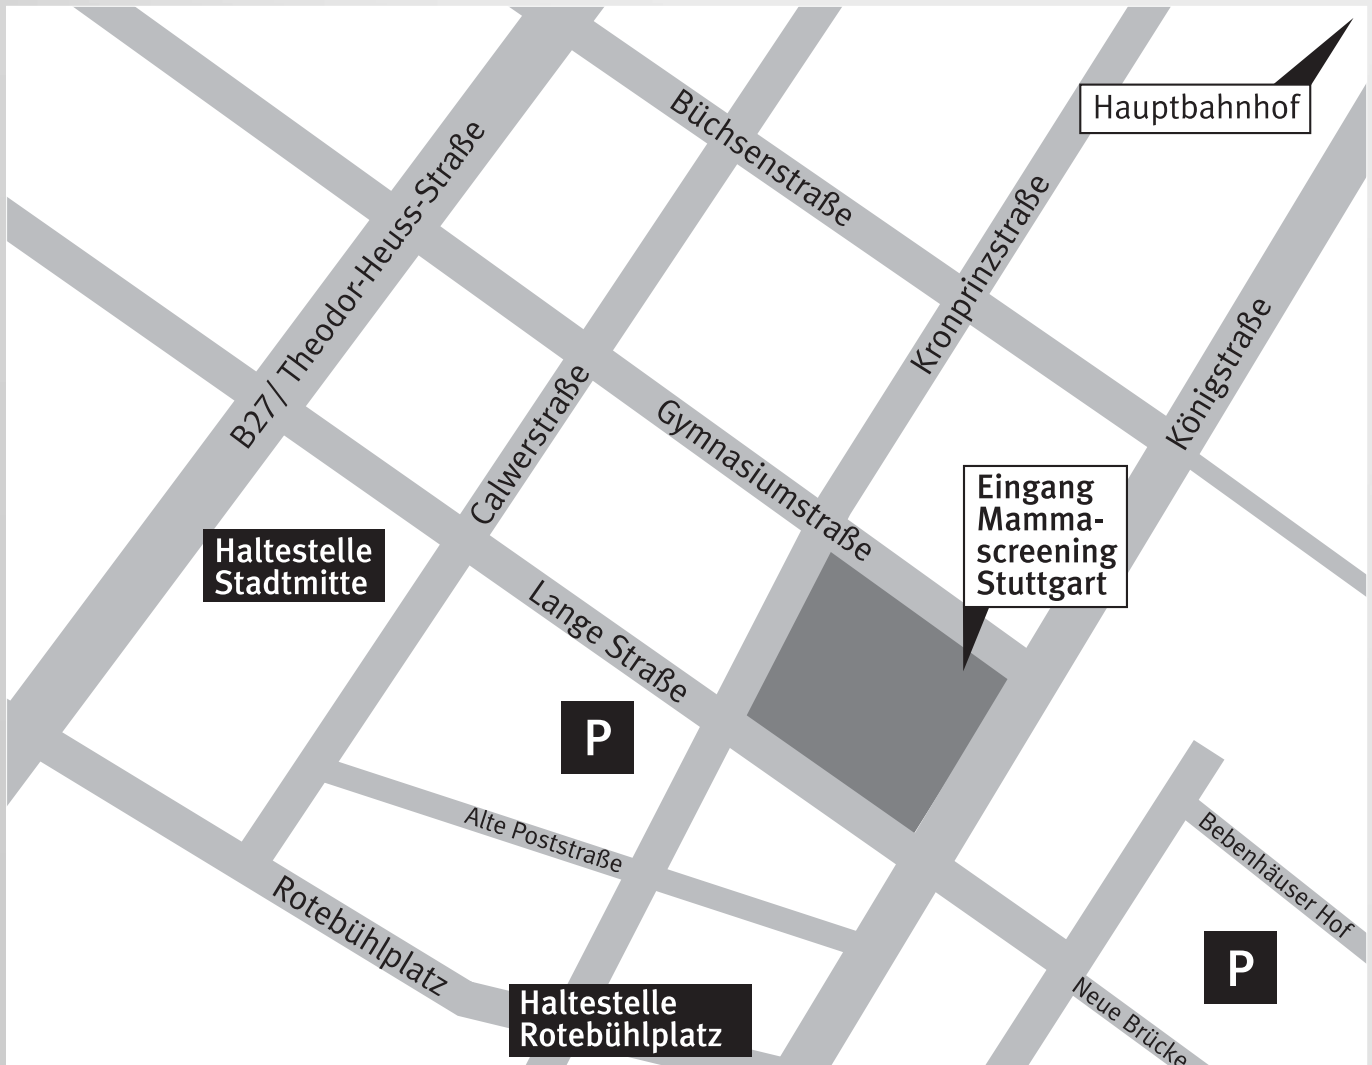 Hauptbahnhof
Büchsenstraße
B27/ Theodor-Heuss-Straße
Kronprinzstraße
Königstraße
Calwerstraße
Gymnasiumstraße
Eingang
Mamma-
screening
Stuttgart
Haltestelle
Stadtmitte
Lange Straße
P
Alte Poststraße
Bebenhäuser Hof
Rotebühlplatz
P
Haltestelle
Rotebühlplatz
Neue Brücke